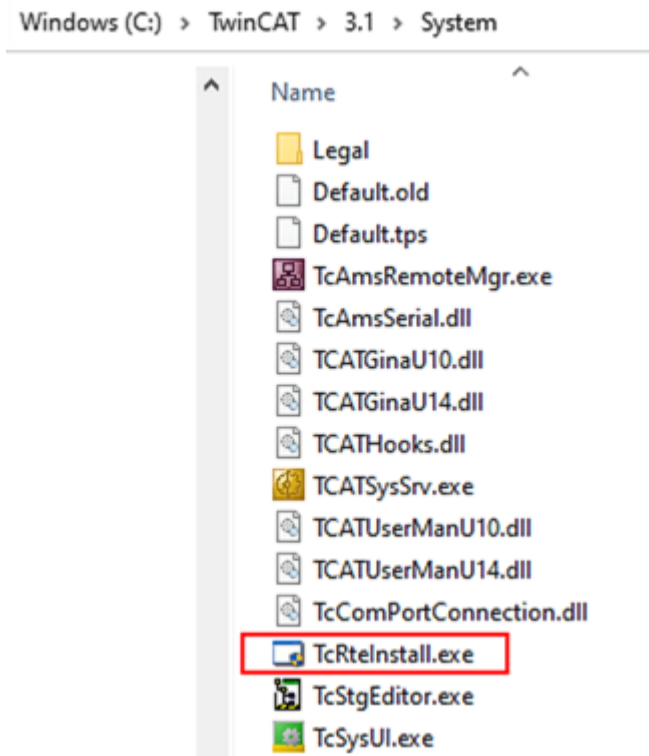 Windows (C:) > TwinCAT > 3.1 > System
Name
Legal
Default.old
Default.tps
TcAmsRemoteMgr.exe
TcAmsSerial.dll
TCATGinaU10.dll
TCATGinaU14.dll
TCATHooks.dll
TCATSysSrv.exe
TCATUserManU10.dll
TCATUserManU14.dll
TcComPortConnection.dll
TcRteInstall.exe
TcStgEditor.exe
TcSysUI.exe